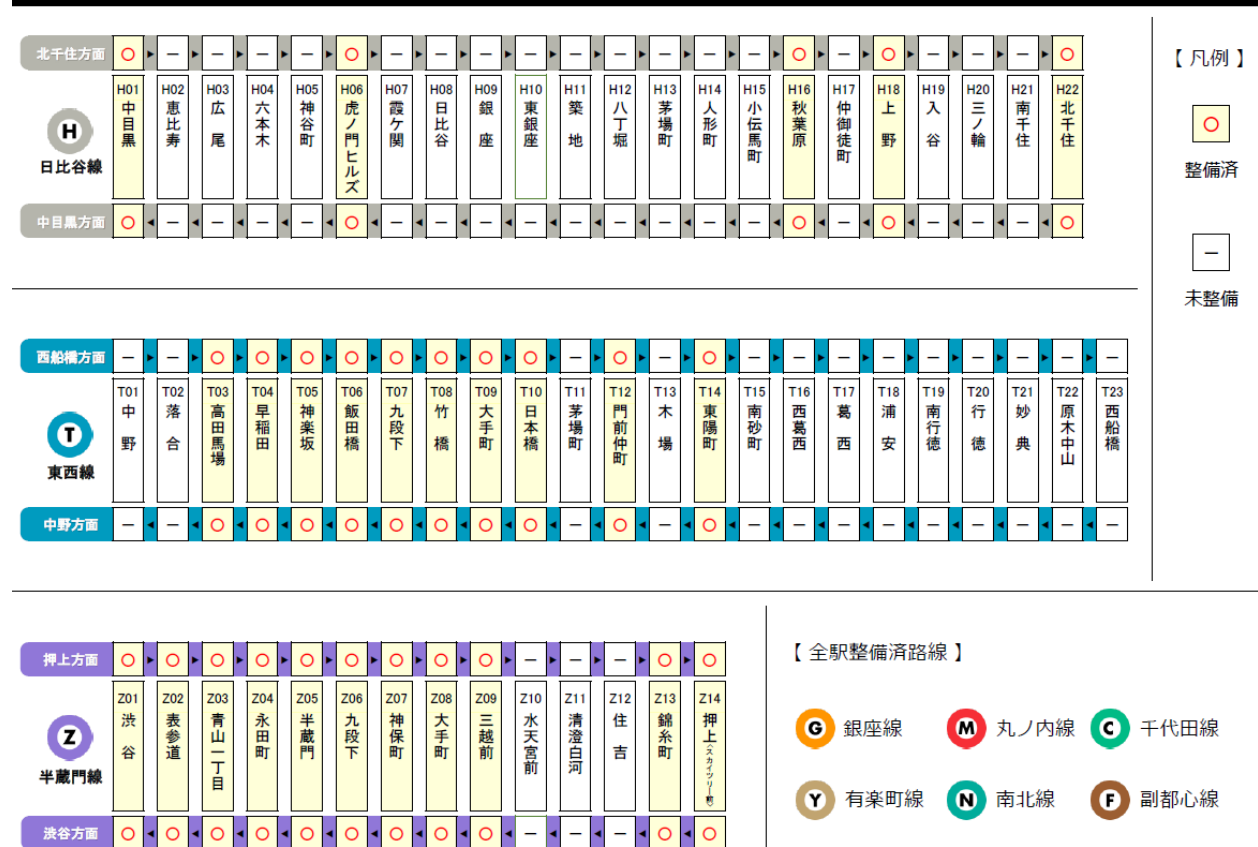 北千住方面 ○ － － － － ○ － － － － － － － － － ○ － ○ － － － ○
H01 H02 H03 H04 H05 H06 H07 H08 H09 H10 H11 H12 H13 H14 H15 H16 H17 H18 H19 H20 H21 H22
中目黒 恵比寿 広尾 六本木 神谷町 虎ノ門ヒルズ 霞ケ関 日比谷 銀座 東銀座 築地 八丁堀 茅場町 人形町 小伝馬町 秋葉原 仲御徒町 上野 入谷 三ノ輪 南千住 北千住
H
日比谷線
中目黒方面 ○ － － － － ○ － － － － － － － － － ○ － ○ － － － ○
【 凡例 】
○
整備済
－
未整備
西船橋方面 － － ○ ○ ○ ○ ○ ○ ○ ○ － ○ － ○ － － － － － － － － －
T01 T02 T03 T04 T05 T06 T07 T08 T09 T10 T11 T12 T13 T14 T15 T16 T17 T18 T19 T20 T21 T22 T23
中野 落合 高田馬場 早稲田 神楽坂 飯田橋 九段下 竹橋 大手町 日本橋 茅場町 門前仲町 木場 東陽町 南砂町 西葛西 葛西 浦安 南行徳 行徳 妙典 原木中山 西船橋
T
東西線
中野方面 － － ○ ○ ○ ○ ○ ○ ○ ○ － ○ － ○ － － － － － － － － －
押上方面 ○ ○ ○ ○ ○ ○ ○ ○ ○ － － － ○ ○
Z01 Z02 Z03 Z04 Z05 Z06 Z07 Z08 Z09 Z10 Z11 Z12 Z13 Z14
渋谷 表参道 青山一丁目 永田町 半蔵門 九段下 神保町 大手町 三越前 水天宮前 清澄白河 住吉 錦糸町 押上〈スカイツリー前〉
Z
半蔵門線
渋谷方面 ○ ○ ○ ○ ○ ○ ○ ○ ○ － － － ○ ○
【 全駅整備済路線 】
G 銀座線 M 丸ノ内線 C 千代田線
Y 有楽町線 N 南北線 F 副都心線